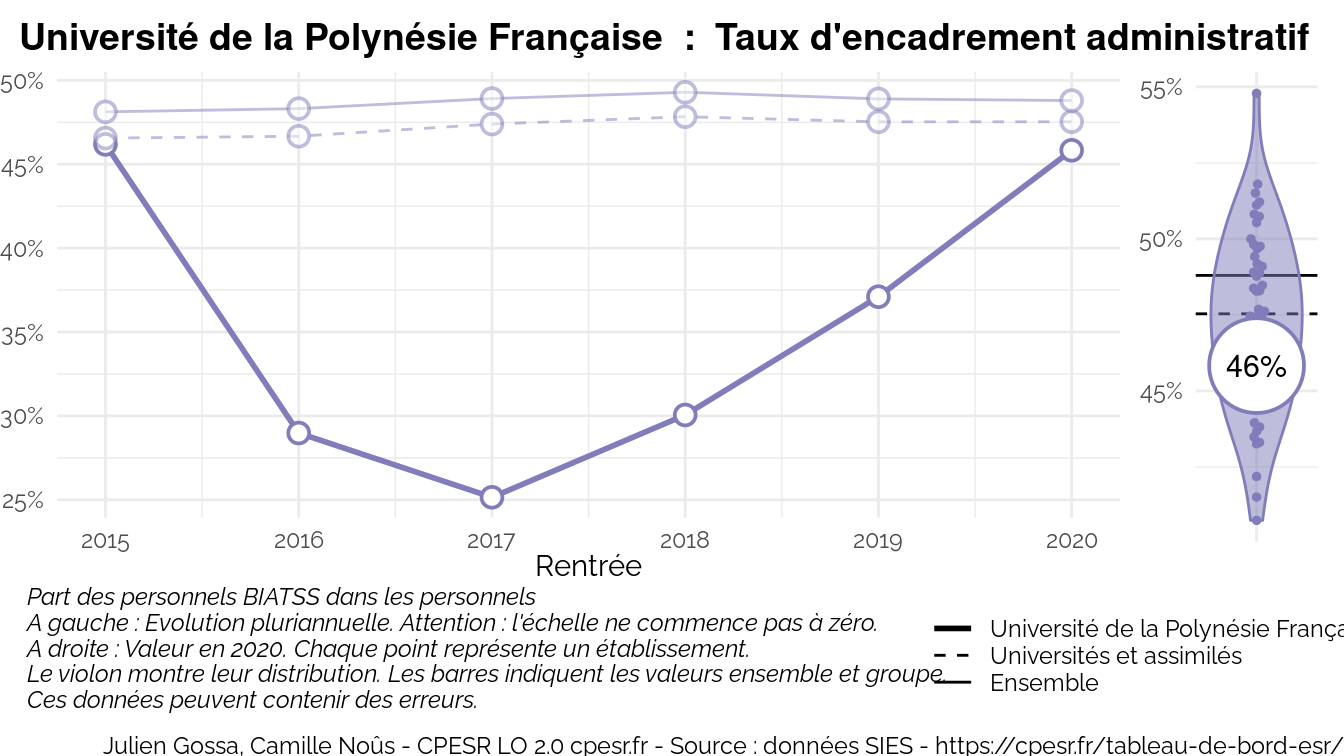 Université de la Polynésie Française  :  Taux d'encadrement administratif
50%
45%
40%
35%
30%
25%
2015 2016 2017 2018 2019 2020
Rentrée
55%
50%
45%
46%
Part des personnels BIATSS dans les personnels
A gauche : Evolution pluriannuelle. Attention : l'échelle ne commence pas à zéro.
A droite : Valeur en 2020. Chaque point représente un établissement.
Le violon montre leur distribution. Les barres indiquent les valeurs ensemble et groupe.
Ces données peuvent contenir des erreurs.
Université de la Polynésie França
Universités et assimilés
Ensemble
Julien Gossa, Camille Noûs - CPESR LO 2.0 cpesr.fr - Source : données SIES - https://cpesr.fr/tableau-de-bord-esr/